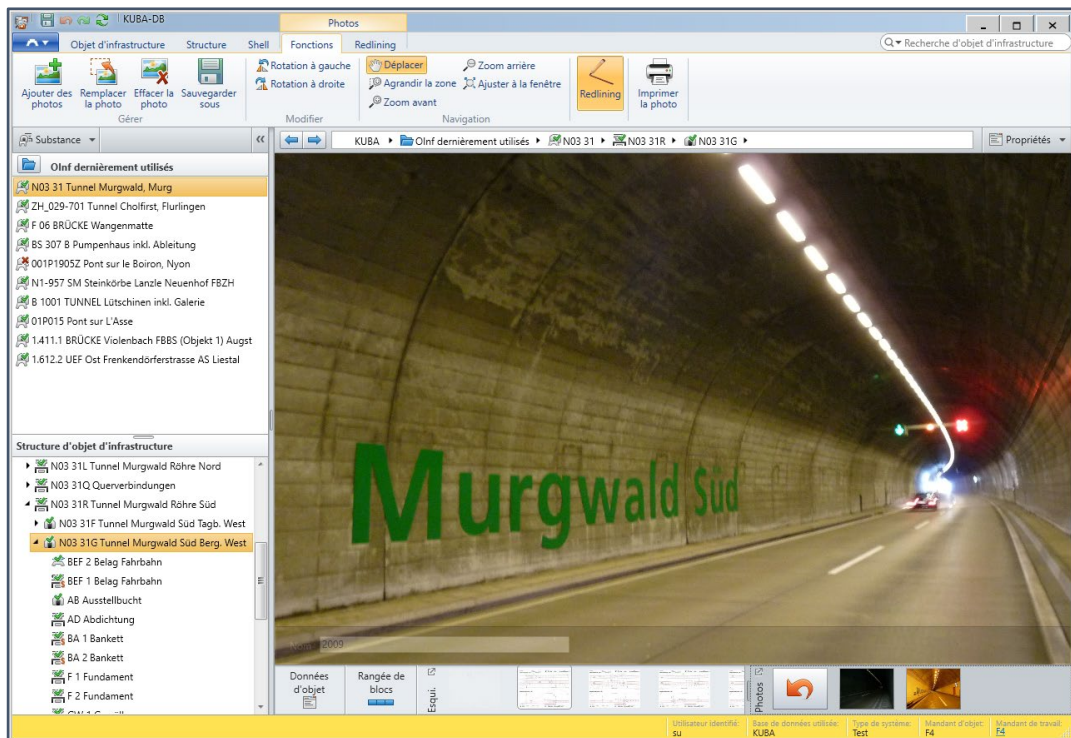 KUBA-DB
Photos
Objet d'infrastructure Structure Shell Fonctions Redlining
Recherche d'objet d'infrastructure
Ajouter des photos
Remplacer la photo
Effacer la photo
Sauvegarder sous
Gérer
Rotation à gauche
Rotation à droite
Modifier
Déplacer
Agrandir la zone
Zoom avant
Zoom arrière
Ajuster à la fenêtre
Navigation
Redlining
Imprimer la photo
Substance
KUBA OInf dernièrement utilisés N03 31 N03 31R N03 31G
Propriétés
OInf dernièrement utilisés
N03 31 Tunnel Murgwald, Murg
ZH_029-701 Tunnel Cholfirst, Flurlingen
F 06 BRÜCKE Wangenmatte
BS 307 B Pumpenhaus inkl. Ableitung
001P1905Z Pont sur le Boiron, Nyon
N1-957 SM Steinkörbe Lanzle Neuenhof FBZH
B 1001 TUNNEL Lütschinen inkl. Galerie
01P015 Pont sur L'Asse
1.411.1 BRÜCKE Violenbach FBBS (Objekt 1) Augst
1.612.2 UEF Ost Frenkendörferstrasse AS Liestal
Structure d'objet d'infrastructure
N03 31L Tunnel Murgwald Röhre Nord
N03 31Q Querverbindungen
N03 31R Tunnel Murgwald Röhre Süd
N03 31F Tunnel Murgwald Süd Tagb. West
N03 31G Tunnel Murgwald Süd Berg. West
BEF 2 Belag Fahrbahn
BEF 1 Belag Fahrbahn
AB Ausstellbucht
AD Abdichtung
BA 1 Bankett
BA 2 Bankett
F 1 Fundament
F 2 Fundament
Murgwald Süd
2009
Données d'objet
Rangée de blocs
Esqui.
Photos
Utilisateur identifié:
su
Base de données utilisée:
KUBA
Type de système:
Test
Mandant d'objet:
F4
Mandant de travail:
F4